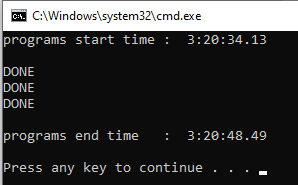 C:\Windows\system32\cmd.exe
programs start time :  3:20:34.13
DONE
DONE
DONE
programs end time   :  3:20:48.49
Press any key to continue . . .